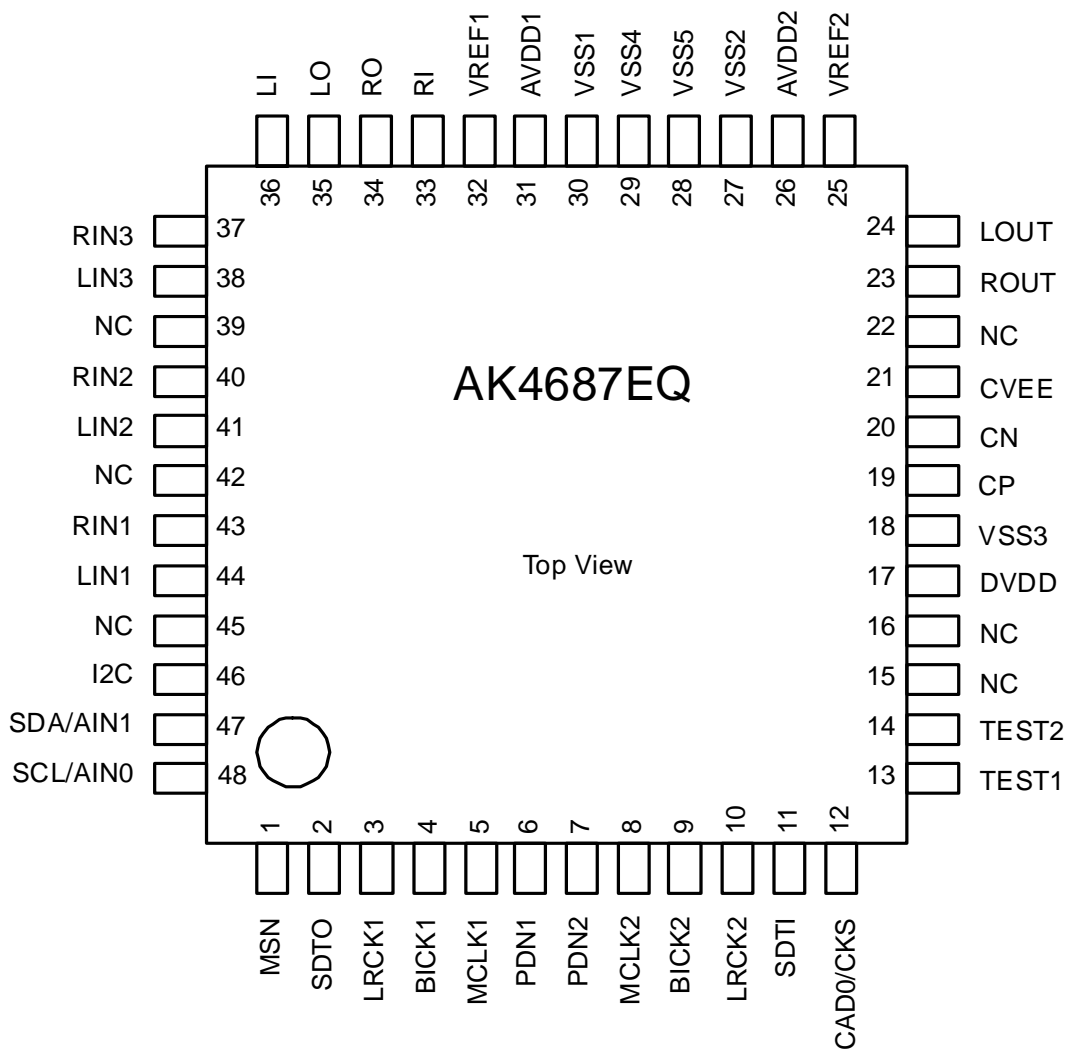 LI
LO
RO
RI
VREF1
AVDD1
VSS1
VSS4
VSS5
VSS2
AVDD2
VREF2
36
35
34
33
32
31
30
29
28
27
26
25
RIN3 37
LIN3 38
NC 39
RIN2 40
LIN2 41
NC 42
RIN1 43
LIN1 44
NC 45
I2C 46
SDA/AIN1 47
SCL/AIN0 48
AK4687EQ
Top View
24 LOUT
23 ROUT
22 NC
21 CVEE
20 CN
19 CP
18 VSS3
17 DVDD
16 NC
15 NC
14 TEST2
13 TEST1
1
2
3
4
5
6
7
8
9
10
11
12
MSN
SDTO
LRCK1
BICK1
MCLK1
PDN1
PDN2
MCLK2
BICK2
LRCK2
SDTI
CAD0/CKS